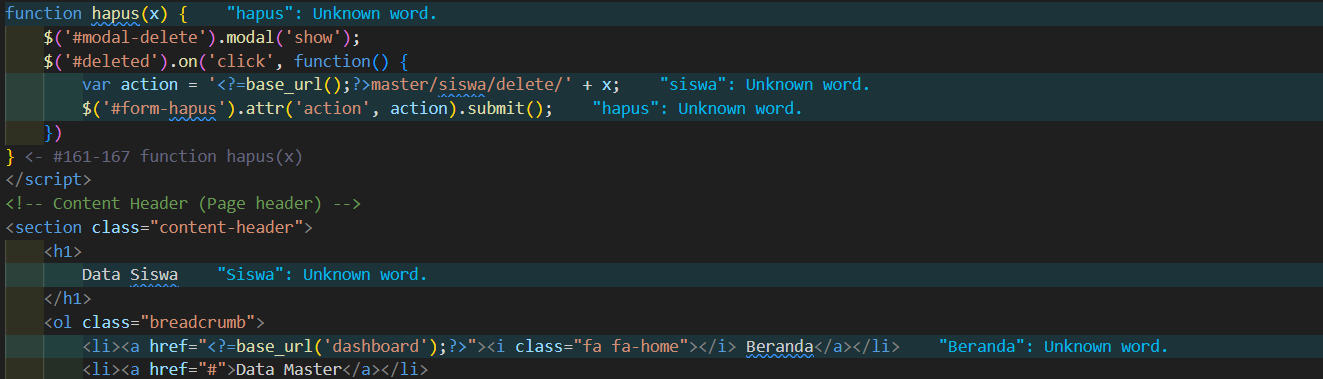 function hapus(x) {    "hapus": Unknown word.
    $('#modal-delete').modal('show');
    $('#deleted').on('click', function() {
        var action = '<?=base_url();?>master/siswa/delete/' + x;    "siswa": Unknown word.
        $('#form-hapus').attr('action', action).submit();    "hapus": Unknown word.
    })
} <- #161-167 function hapus(x)
</script>
<!-- Content Header (Page header) -->
<section class="content-header">
    <h1>
        Data Siswa    "Siswa": Unknown word.
    </h1>
    <ol class="breadcrumb">
        <li><a href="<?=base_url('dashboard');?>"><i class="fa fa-home"></i> Beranda</a></li>    "Beranda": Unknown word.
        <li><a href="#">Data Master</a></li>